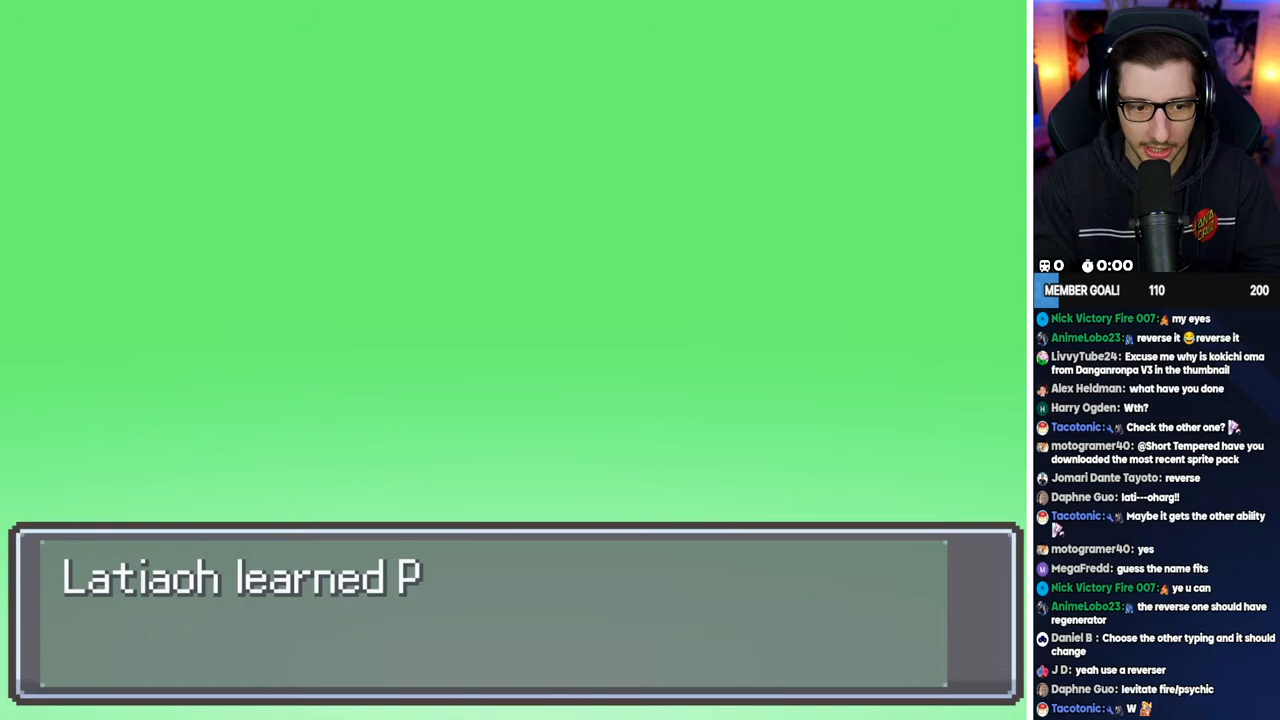 Latiaoh learned P
0 0:00
MEMBER GOAL! 110 200
Nick Victory Fire 007: my eyes
AnimeLobo23: reverse it 😂reverse it
LivvyTube24: Excuse me why is kokichi oma
from Danganronpa V3 in the thumbnail
Alex Heldman: what have you done
Harry Ogden: Wth?
Tacotonic: Check the other one?
motogramer40: @Short Tempered have you
downloaded the most recent sprite pack
Jomari Dante Tayoto: reverse
Daphne Guo: lati---oharg!!
Tacotonic: Maybe it gets the other ability
motogramer40: yes
MegaFredd: guess the name fits
Nick Victory Fire 007: ye u can
AnimeLobo23: the reverse one should have
regenerator
Daniel B : Choose the other typing and it should
change
J D: yeah use a reverser
Daphne Guo: levitate fire/psychic
Tacotonic: W